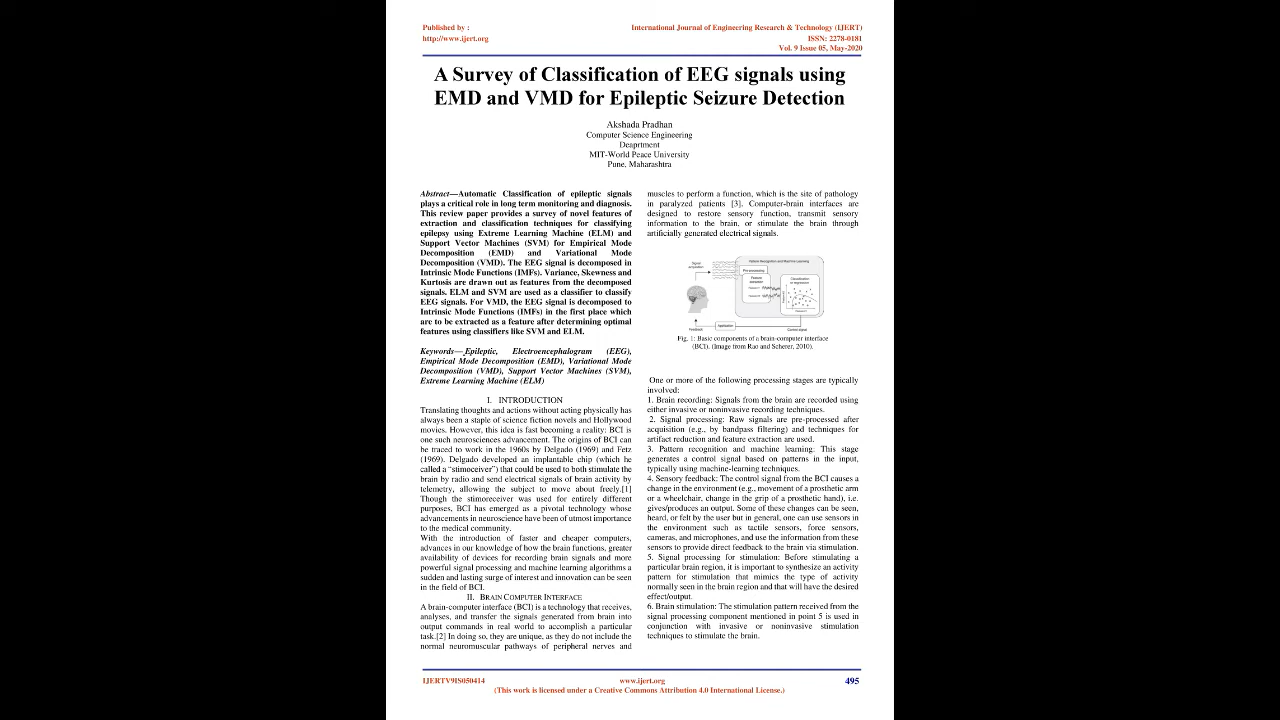 Published by :
http://www.ijert.org
International Journal of Engineering Research & Technology (IJERT)
ISSN: 2278-0181
Vol. 9 Issue 05, May-2020
A Survey of Classification of EEG signals using
EMD and VMD for Epileptic Seizure Detection
Akshada Pradhan
Computer Science Engineering
Deaprtment
MIT-World Peace University
Pune, Maharashtra
Abstract—Automatic Classification of epileptic signals
plays a critical role in long term monitoring and diagnosis.
This review paper provides a survey of novel features of
extraction and classification techniques for classifying
epilepsy using Extreme Learning Machine (ELM) and
Support Vector Machines (SVM) for Empirical Mode
Decomposition (EMD) and Variational Mode
Decomposition (VMD). The EEG signal is decomposed in
Intrinsic Mode Functions (IMFs). Variance, Skewness and
Kurtosis are drawn out as features from the decomposed
signals. ELM and SVM are used as a classifier to classify
EEG signals. For VMD, the EEG signal is decomposed to
Intrinsic Mode Functions (IMFs) in the first place which
are to be extracted as a feature after determining optimal
features using classifiers like SVM and ELM.
Keywords—Epileptic, Electroencephalogram (EEG),
Empirical Mode Decomposition (EMD), Variational Mode
Decomposition (VMD), Support Vector Machines (SVM),
Extreme Learning Machine (ELM)
I. INTRODUCTION
Translating thoughts and actions without acting physically has
always been a staple of science fiction novels and Hollywood
movies. However, this idea is fast becoming a reality: BCI is
one such neurosciences advancement. The origins of BCI can
be traced to work in the 1960s by Delgado (1969) and Fetz
(1969). Delgado developed an implantable chip (which he
called a “stimoceiver”) that could be used to both stimulate the
brain by radio and send electrical signals of brain activity by
telemetry, allowing the subject to move about freely.[1]
Though the stimoreceiver was used for entirely different
purposes, BCI has emerged as a pivotal technology whose
advancements in neuroscience have been of utmost importance
to the medical community.
With the introduction of faster and cheaper computers,
advances in our knowledge of how the brain functions, greater
availability of devices for recording brain signals and more
powerful signal processing and machine learning algorithms a
sudden and lasting surge of interest and innovation can be seen
in the field of BCI.
II. BRAIN COMPUTER INTERFACE
A brain-computer interface (BCI) is a technology that receives,
analyses, and transfer the signals generated from brain into
output commands in real world to accomplish a particular
task.[2] In doing so, they are unique, as they do not include the
normal neuromuscular pathways of peripheral nerves and
muscles to perform a function, which is the site of pathology
in paralyzed patients [3]. Computer-brain interfaces are
designed to restore sensory function, transmit sensory
information to the brain, or stimulate the brain through
artificially generated electrical signals.
Signal
acquisition
Pattern Recognition and Machine Learning
Pre-processing
Feature
extraction
Classification
or regression
Application
Feedback
Control signal
Fig. 1: Basic components of a brain-computer interface
(BCI). (Image from Rao and Scherer, 2010).
One or more of the following processing stages are typically
involved:
1. Brain recording: Signals from the brain are recorded using
either invasive or noninvasive recording techniques.
2. Signal processing: Raw signals are pre-processed after
acquisition (e.g., by bandpass filtering) and techniques for
artifact reduction and feature extraction are used.
3. Pattern recognition and machine learning: This stage
generates a control signal based on patterns in the input,
typically using machine-learning techniques.
4. Sensory feedback: The control signal from the BCI causes a
change in the environment (e.g., movement of a prosthetic arm
or a wheelchair, change in the grip of a prosthetic hand), i.e.
gives/produces an output. Some of these changes can be seen,
heard, or felt by the user but in general, one can use sensors in
the environment such as tactile sensors, force sensors,
cameras, and microphones, and use the information from these
sensors to provide direct feedback to the brain via stimulation.
5. Signal processing for stimulation: Before stimulating a
particular brain region, it is important to synthesize an activity
pattern for stimulation that mimics the type of activity
normally seen in the brain region and that will have the desired
effect/output.
6. Brain stimulation: The stimulation pattern received from the
signal processing component mentioned in point 5 is used in
conjunction with invasive or noninvasive stimulation
techniques to stimulate the brain.
IJERTV9IS050414
www.ijert.org
(This work is licensed under a Creative Commons Attribution 4.0 International License.)
495